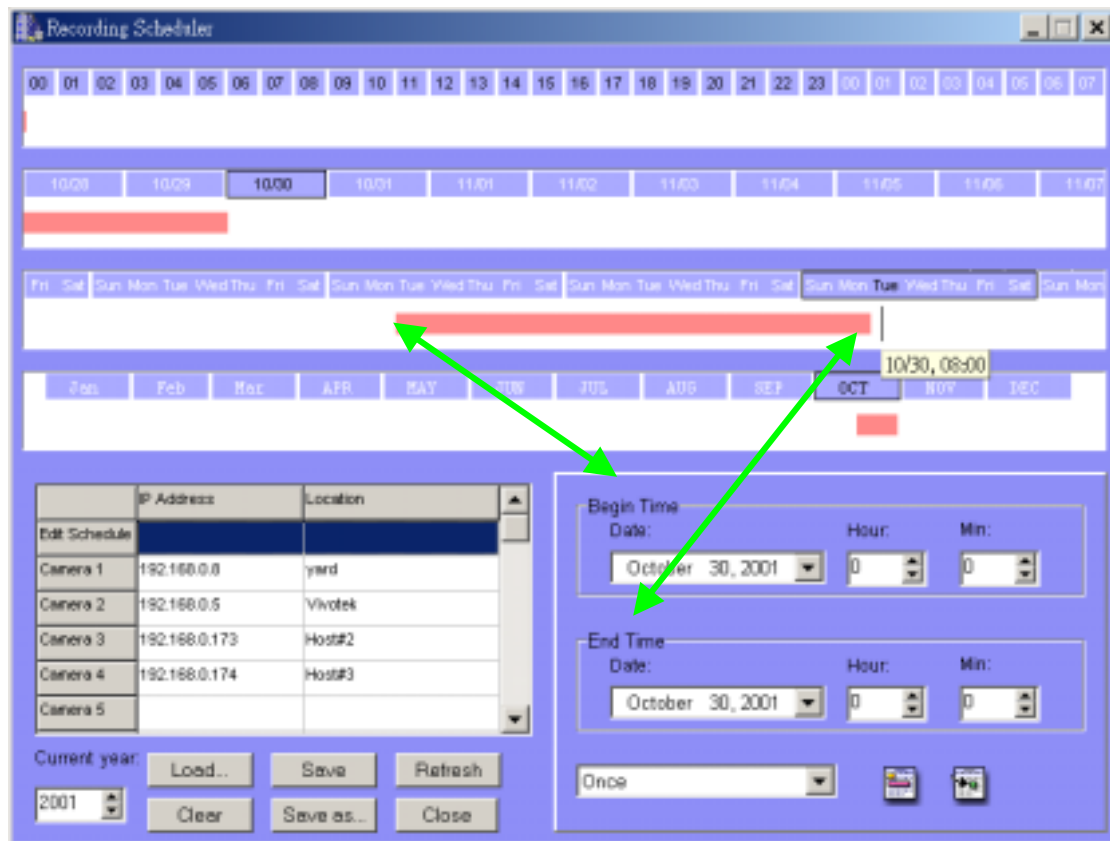 Recording Scheduler
00 01 02 03 04 05 06 07 08 09 10 11 12 13 14 15 16 17 18 19 20 21 22 23 00 01 02 03 04 05 06 07
10/28 10/29 10/30 10/31 11/01 11/02 11/03 11/04 11/05 11/06 11/07
Fri Sat Sun Mon Tue Wed Thu Fri Sat Sun Mon Tue Wed Thu Fri Sat Sun Mon Tue Wed Thu Fri Sat Sun Mon Tue Wed Thu Fri Sat Sun Mon
10/30, 08:00
Jan Feb Mar APR MAY JUN JUL AUG SEP OCT NOV DEC
IP Address Location
Edit Schedule
Camera 1 192.168.0.8 yard
Camera 2 192.168.0.5 Vivotek
Camera 3 192.168.0.173 Host#2
Camera 4 192.168.0.174 Host#3
Camera 5
Current year:
2001
Load... Save Refresh
Clear Save as... Close
Begin Time
Date: Hour: Min:
October 30, 2001 0 0
End Time
Date: Hour: Min:
October 30, 2001 0 0
Once